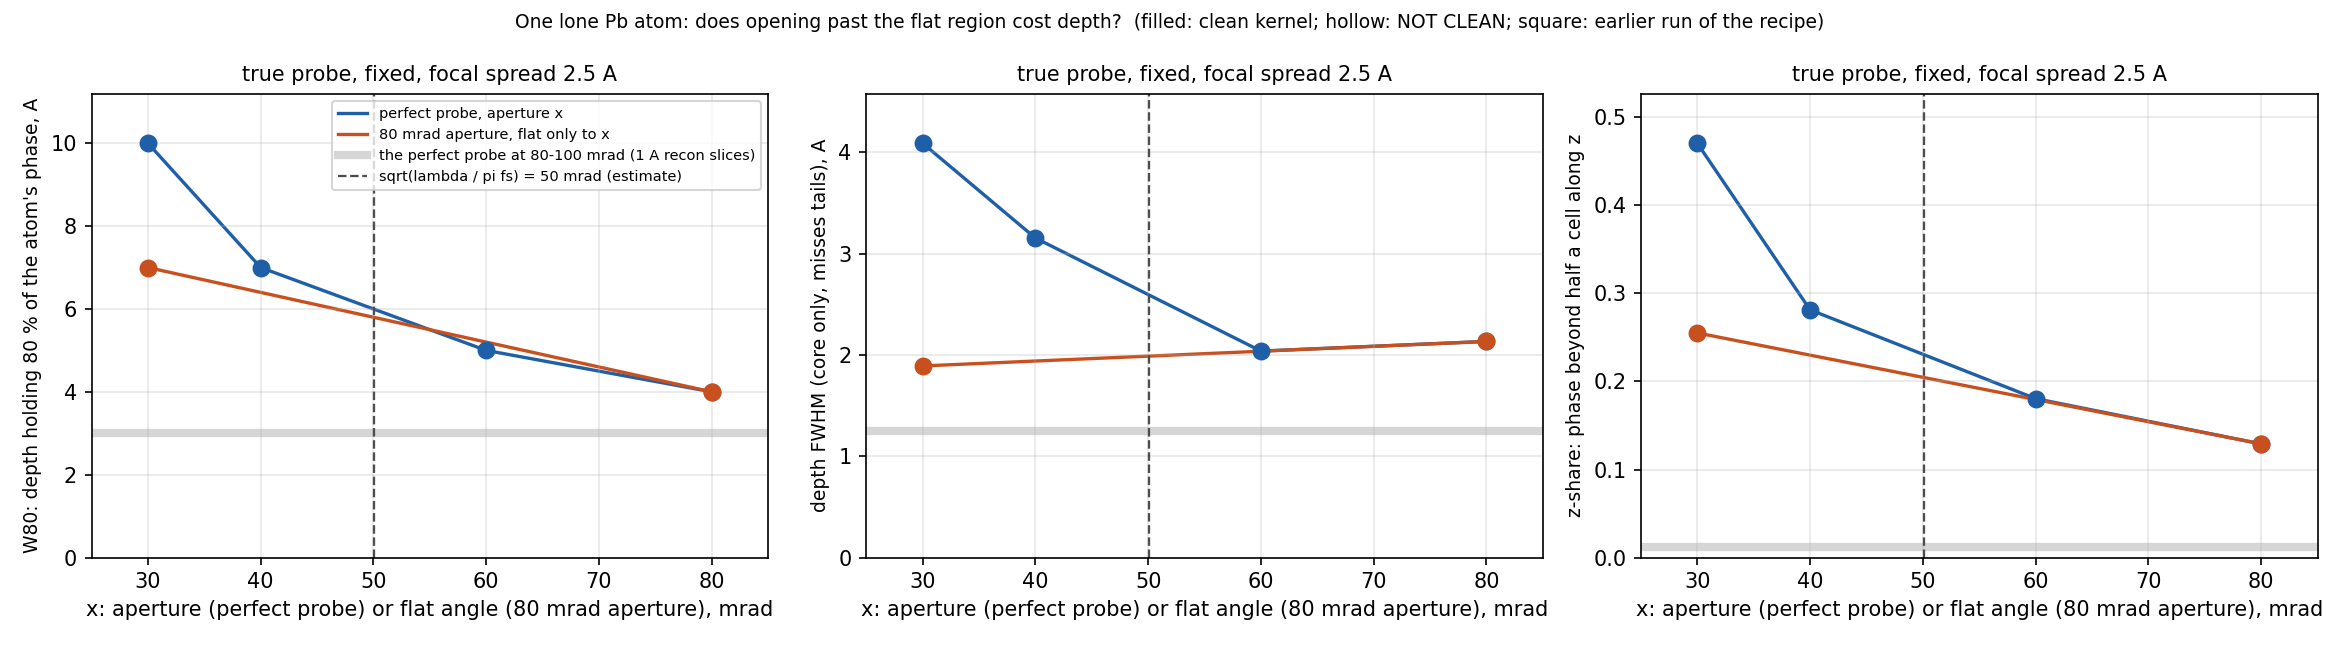 One lone Pb atom: does opening past the flat region cost depth?  (filled: clean kernel; hollow: NOT CLEAN; square: earlier run of the recipe)
true probe, fixed, focal spread 2.5 A
W80: depth holding 80 % of the atom's phase, A
10
8
6
4
2
0
perfect probe, aperture x
80 mrad aperture, flat only to x
the perfect probe at 80-100 mrad (1 A recon slices)
sqrt(lambda / pi fs) = 50 mrad (estimate)
30 40 50 60 70 80
x: aperture (perfect probe) or flat angle (80 mrad aperture), mrad
true probe, fixed, focal spread 2.5 A
depth FWHM (core only, misses tails), A
4
3
2
1
0
30 40 50 60 70 80
x: aperture (perfect probe) or flat angle (80 mrad aperture), mrad
true probe, fixed, focal spread 2.5 A
z-share: phase beyond half a cell along z
0.5
0.4
0.3
0.2
0.1
0.0
30 40 50 60 70 80
x: aperture (perfect probe) or flat angle (80 mrad aperture), mrad